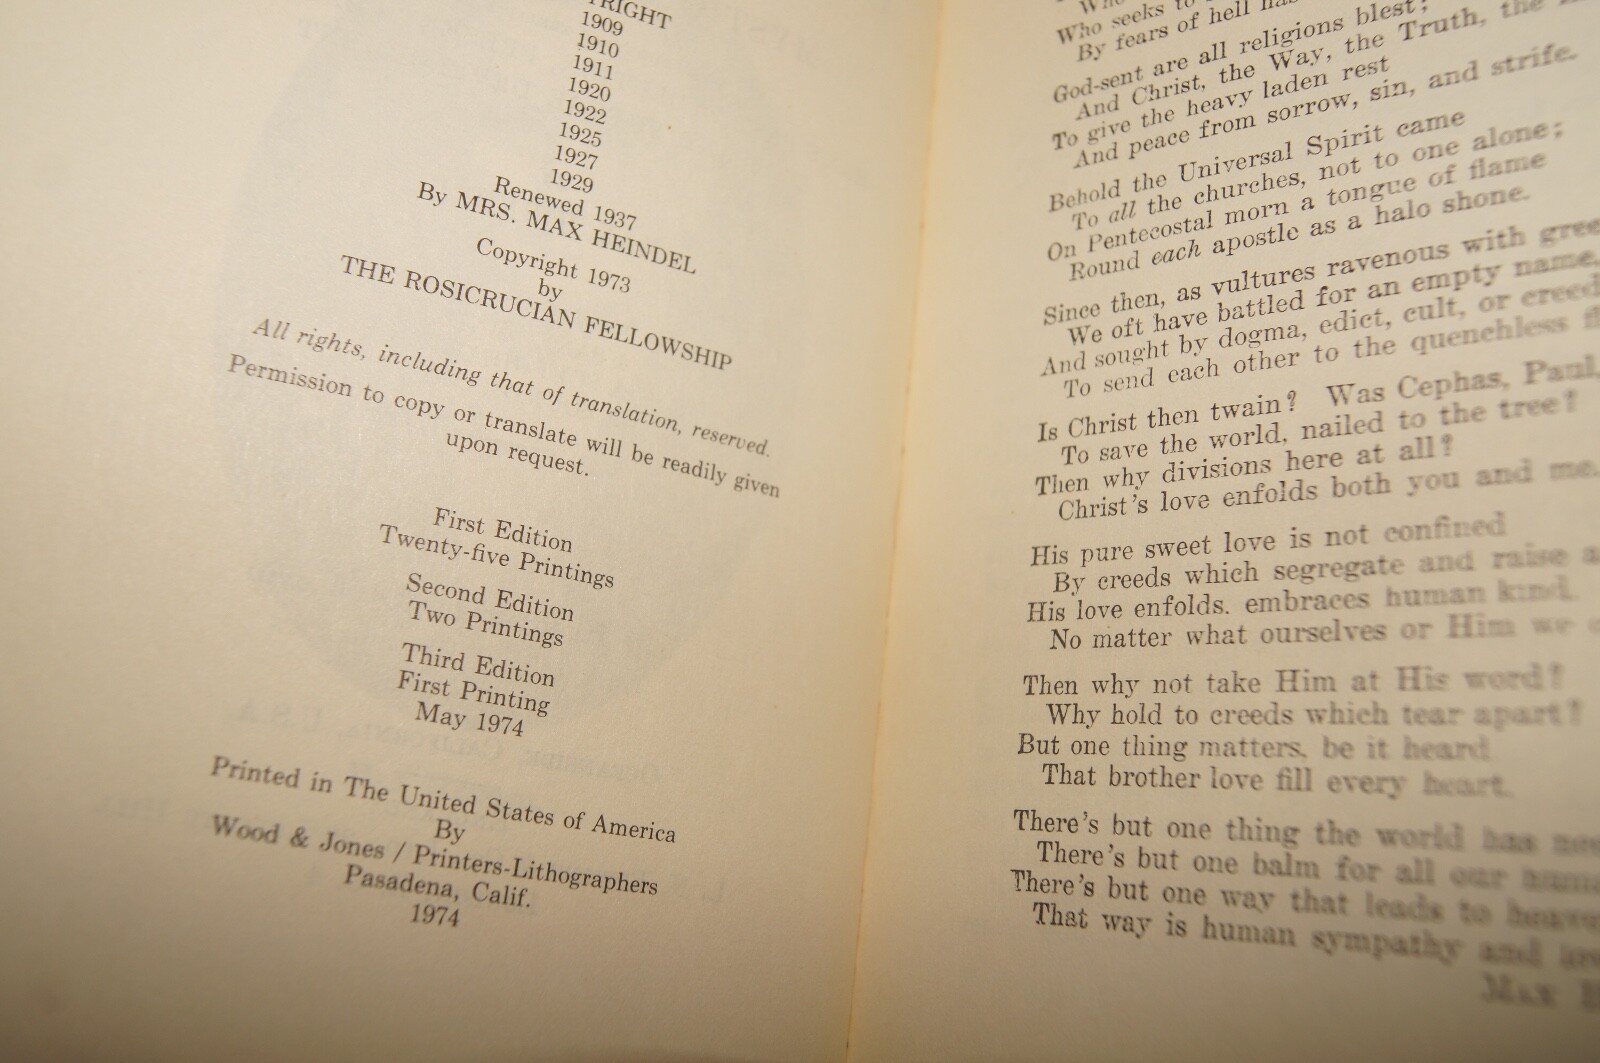 1909
1910
1911
1920
1922
1925
1927
1929
Renewed 1937
By MRS. MAX HEINDEL
Copyright 1973
by
THE ROSICRUCIAN FELLOWSHIP
All rights, including that of translation, reserved.
Permission to copy or translate will be readily given
upon request.
First Edition
Twenty-five Printings
Second Edition
Two Printings
Third Edition
First Printing
May 1974
Printed in The United States of America
By
Wood & Jones / Printers-Lithographers
Pasadena, Calif.
1974
Who seeks to
By fears of hell
God-sent are all religions blest;
And Christ, the Way, the Truth, the
To give the heavy laden rest
And peace from sorrow, sin, and strife.
Behold the Universal Spirit came
To all the churches, not to one alone;
On Pentecostal morn a tongue of flame
Round each apostle as a halo shone.
Since then, as vultures ravenous with
We oft have battled for an empty name,
And sought by dogma, edict, cult, or creed
To send each other to the quenchless
Is Christ then twain? Was Cephas, Paul,
To save the world, nailed to the tree?
Then why divisions here at all?
Christ's love enfolds both you and me.
His pure sweet love is not confined
By creeds which segregate and raise
His love enfolds. embraces human kind.
No matter what ourselves or Him we
Then why not take Him at His word?
Why hold to creeds which tear apart?
But one thing matters, be it heard
That brother love fill every heart.
There's but one thing the world has
There's but one balm for all our
There's but one way that leads to
That way is human sympathy and
Max